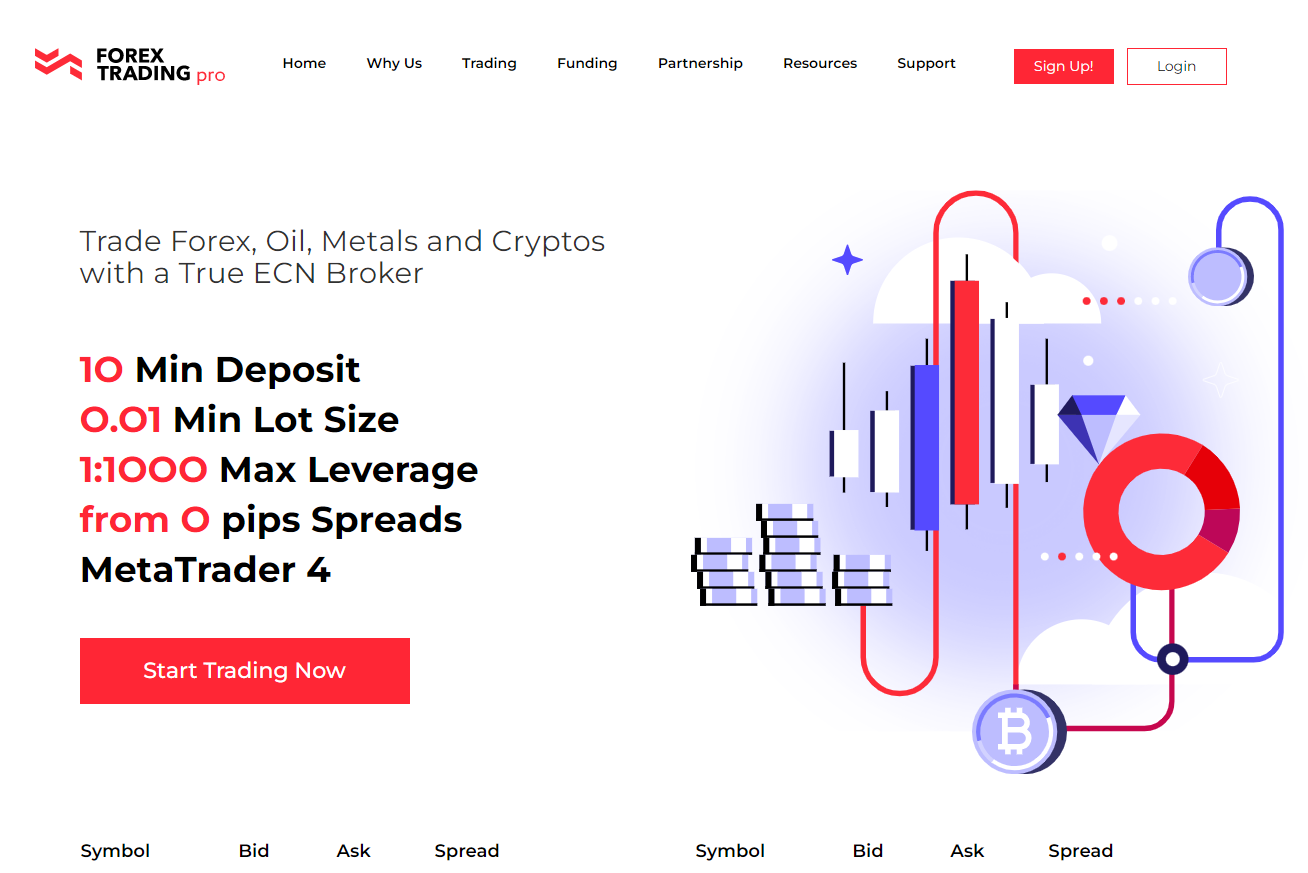 FOREX
TRADING pro
Home Why Us Trading Funding Partnership Resources Support Sign Up! Login
Trade Forex, Oil, Metals and Cryptos
with a True ECN Broker
10 Min Deposit
0.01 Min Lot Size
1:1000 Max Leverage
from 0 pips Spreads
MetaTrader 4
Start Trading Now
Symbol Bid Ask Spread Symbol Bid Ask Spread